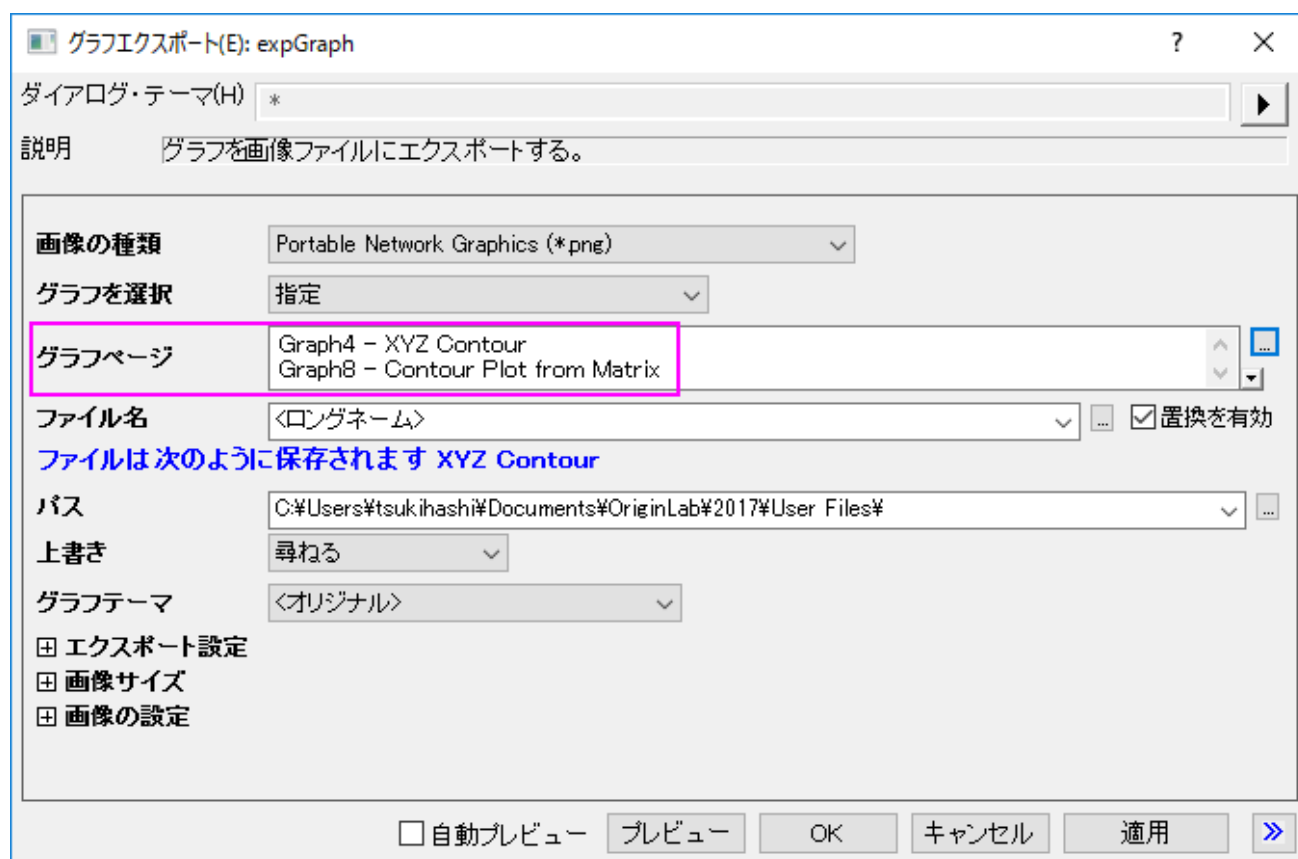 グラフエクスポート(E): expGraph ? ×
ダイアログ・テーマ(H) *
説明 グラフを画像ファイルにエクスポートする。
画像の種類 Portable Network Graphics (*.png)
グラフを選択 指定
グラフページ Graph4 - XYZ Contour
Graph8 - Contour Plot from Matrix
...
ファイル名 <ロングネーム> ... 置換を有効
ファイルは次のように保存されます XYZ Contour
パス C:¥Users¥tsukihashi¥Documents¥OriginLab¥2017¥User Files¥ ...
上書き 尋ねる
グラフテーマ <オリジナル>
エクスポート設定
画像サイズ
画像の設定
自動プレビュー プレビュー OK キャンセル 適用 »